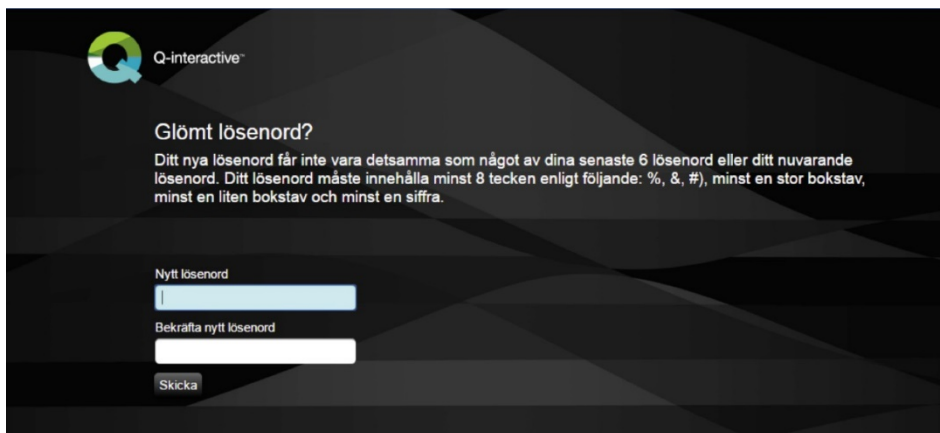 Q-interactive™
Glömt lösenord?
Ditt nya lösenord får inte vara detsamma som något av dina senaste 6 lösenord eller ditt nuvarande
lösenord. Ditt lösenord måste innehålla minst 8 tecken enligt följande: %, &, #), minst en stor bokstav,
minst en liten bokstav och minst en siffra.
Nytt lösenord
Bekräfta nytt lösenord
Skicka